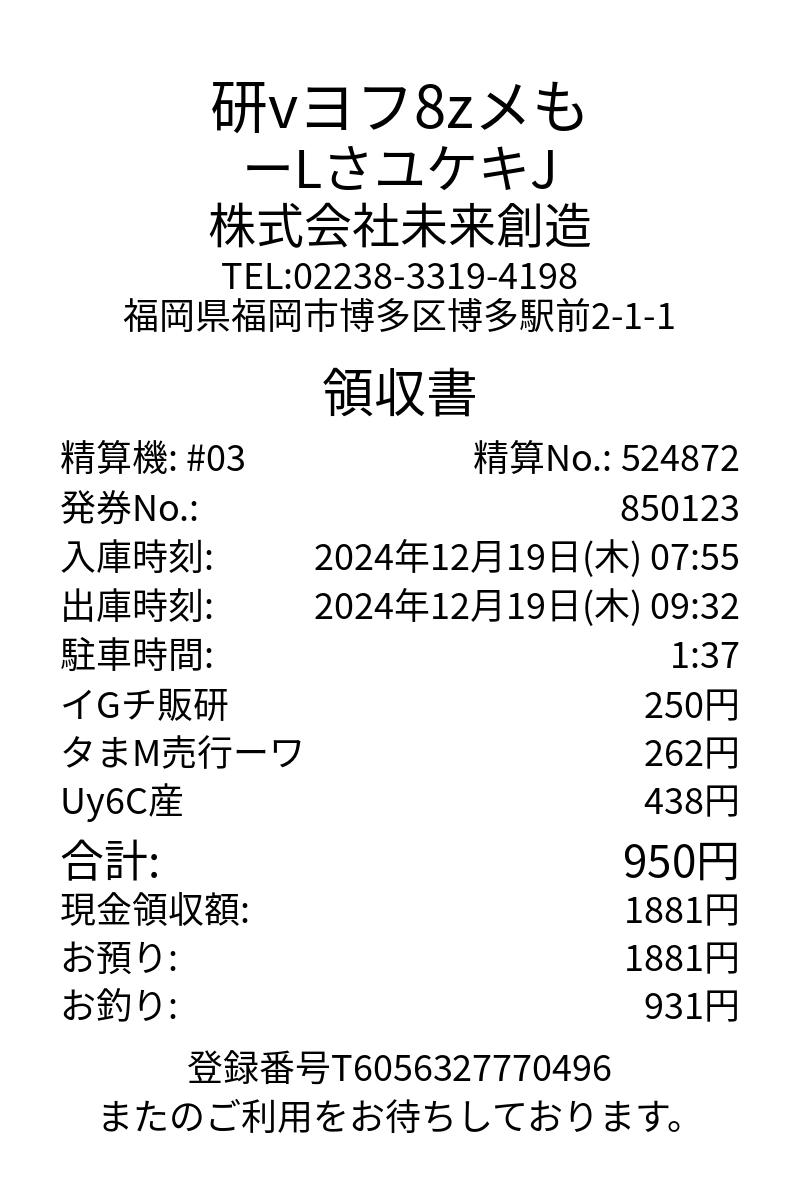 研vヨフ8zメも
ーLさユケキJ
株式会社未来創造
TEL:02238-3319-4198
福岡県福岡市博多区博多駅前2-1-1
領収書
精算機: #03 精算No.: 524872
発券No.: 850123
入庫時刻: 2024年12月19日(木) 07:55
出庫時刻: 2024年12月19日(木) 09:32
駐車時間: 1:37
イGチ販研 250円
タまM売行ーワ 262円
Uy6C産 438円
合計: 950円
現金領収額: 1881円
お預り: 1881円
お釣り: 931円
登録番号T6056327770496
またのご利用をお待ちしております。